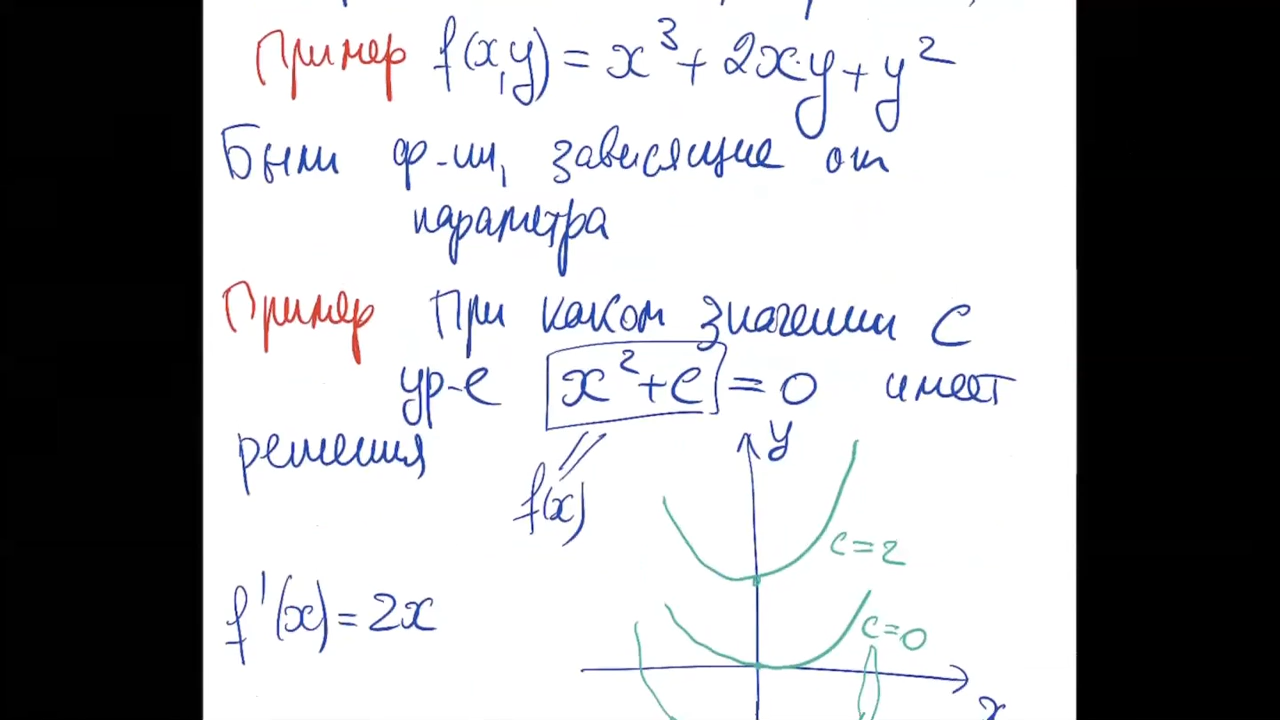 Пример f(x,y) = x³ + 2x·y + y²
Были ф-ии, зависящие от
параметра
Пример При каком значении C
ур-е x² + C = 0 имеет
решения
y
f(x)
C=2
f'(x) = 2x
C=0
x